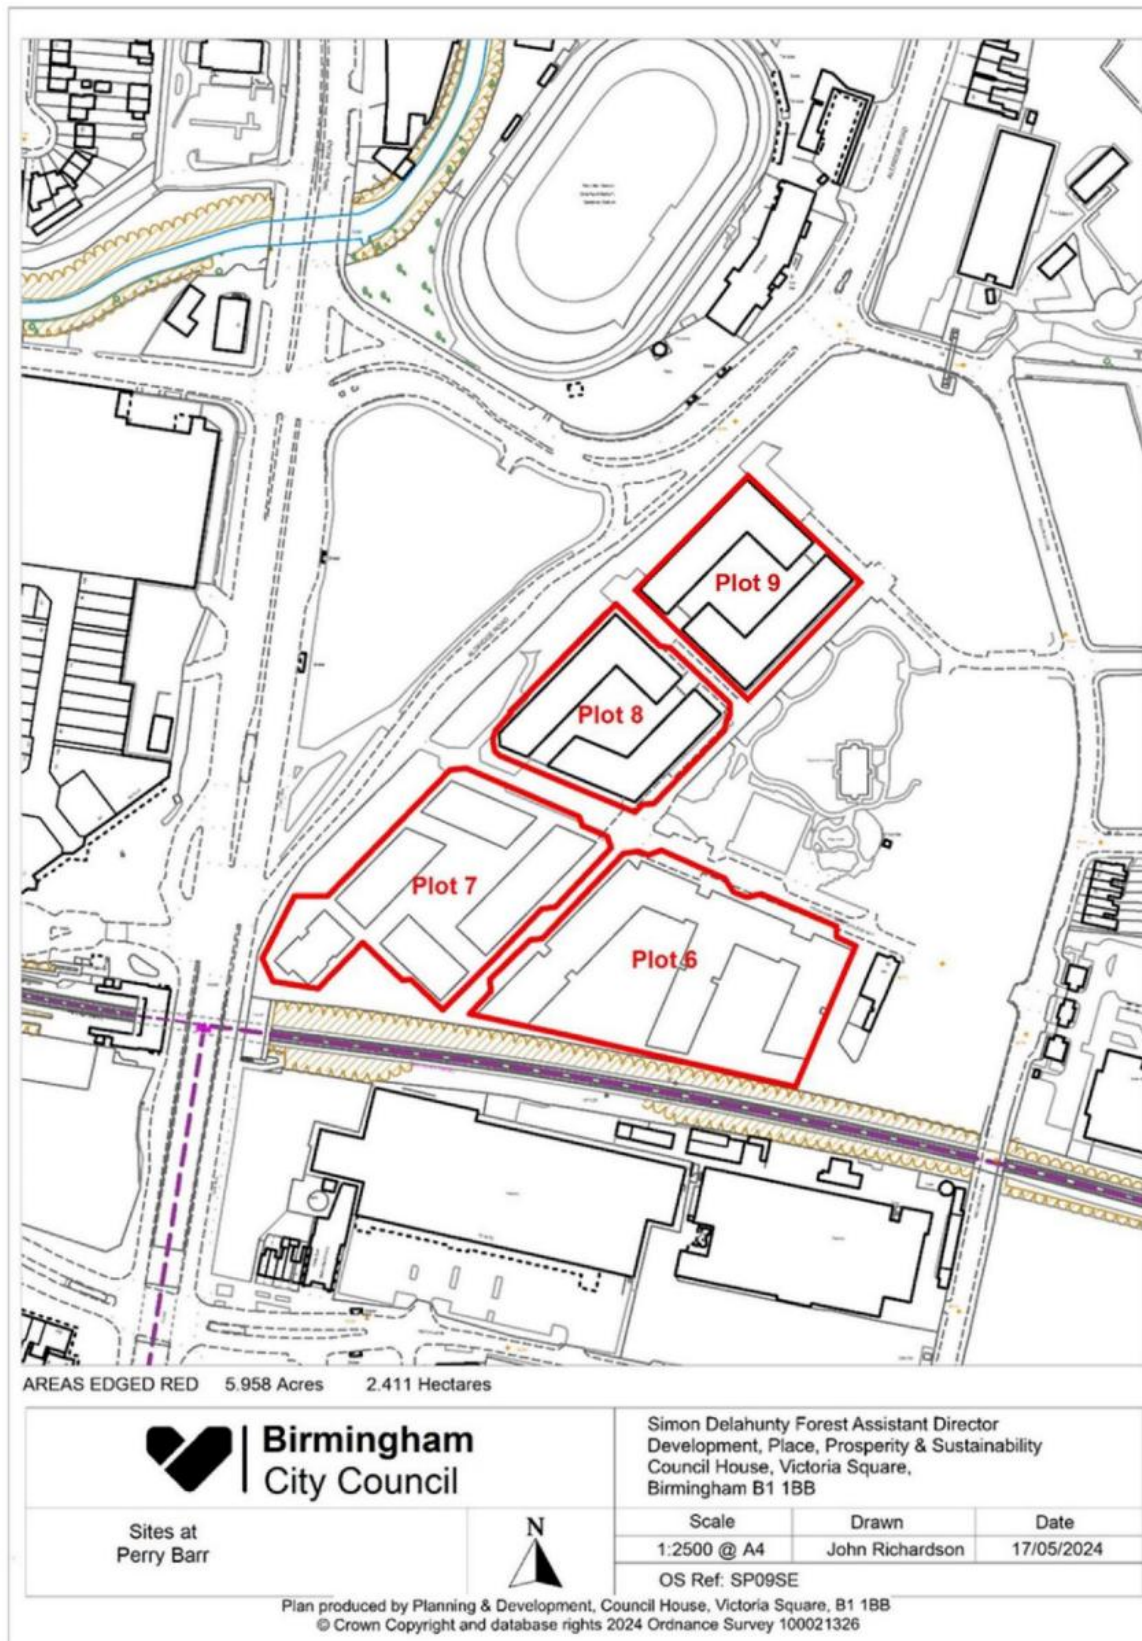 ALDRIDGE ROAD
Plot 9
Plot 8
Plot 7
Plot 6
AREAS EDGED RED 5.958 Acres 2.411 Hectares
Birmingham
City Council
Simon Delahunty Forest Assistant Director
Development, Place, Prosperity & Sustainability
Council House, Victoria Square,
Birmingham B1 1BB
Sites at
Perry Barr
N
Scale
Drawn
Date
1:2500 @ A4
John Richardson
17/05/2024
OS Ref: SP09SE
Plan produced by Planning & Development, Council House, Victoria Square, B1 1BB
© Crown Copyright and database rights 2024 Ordnance Survey 100021326